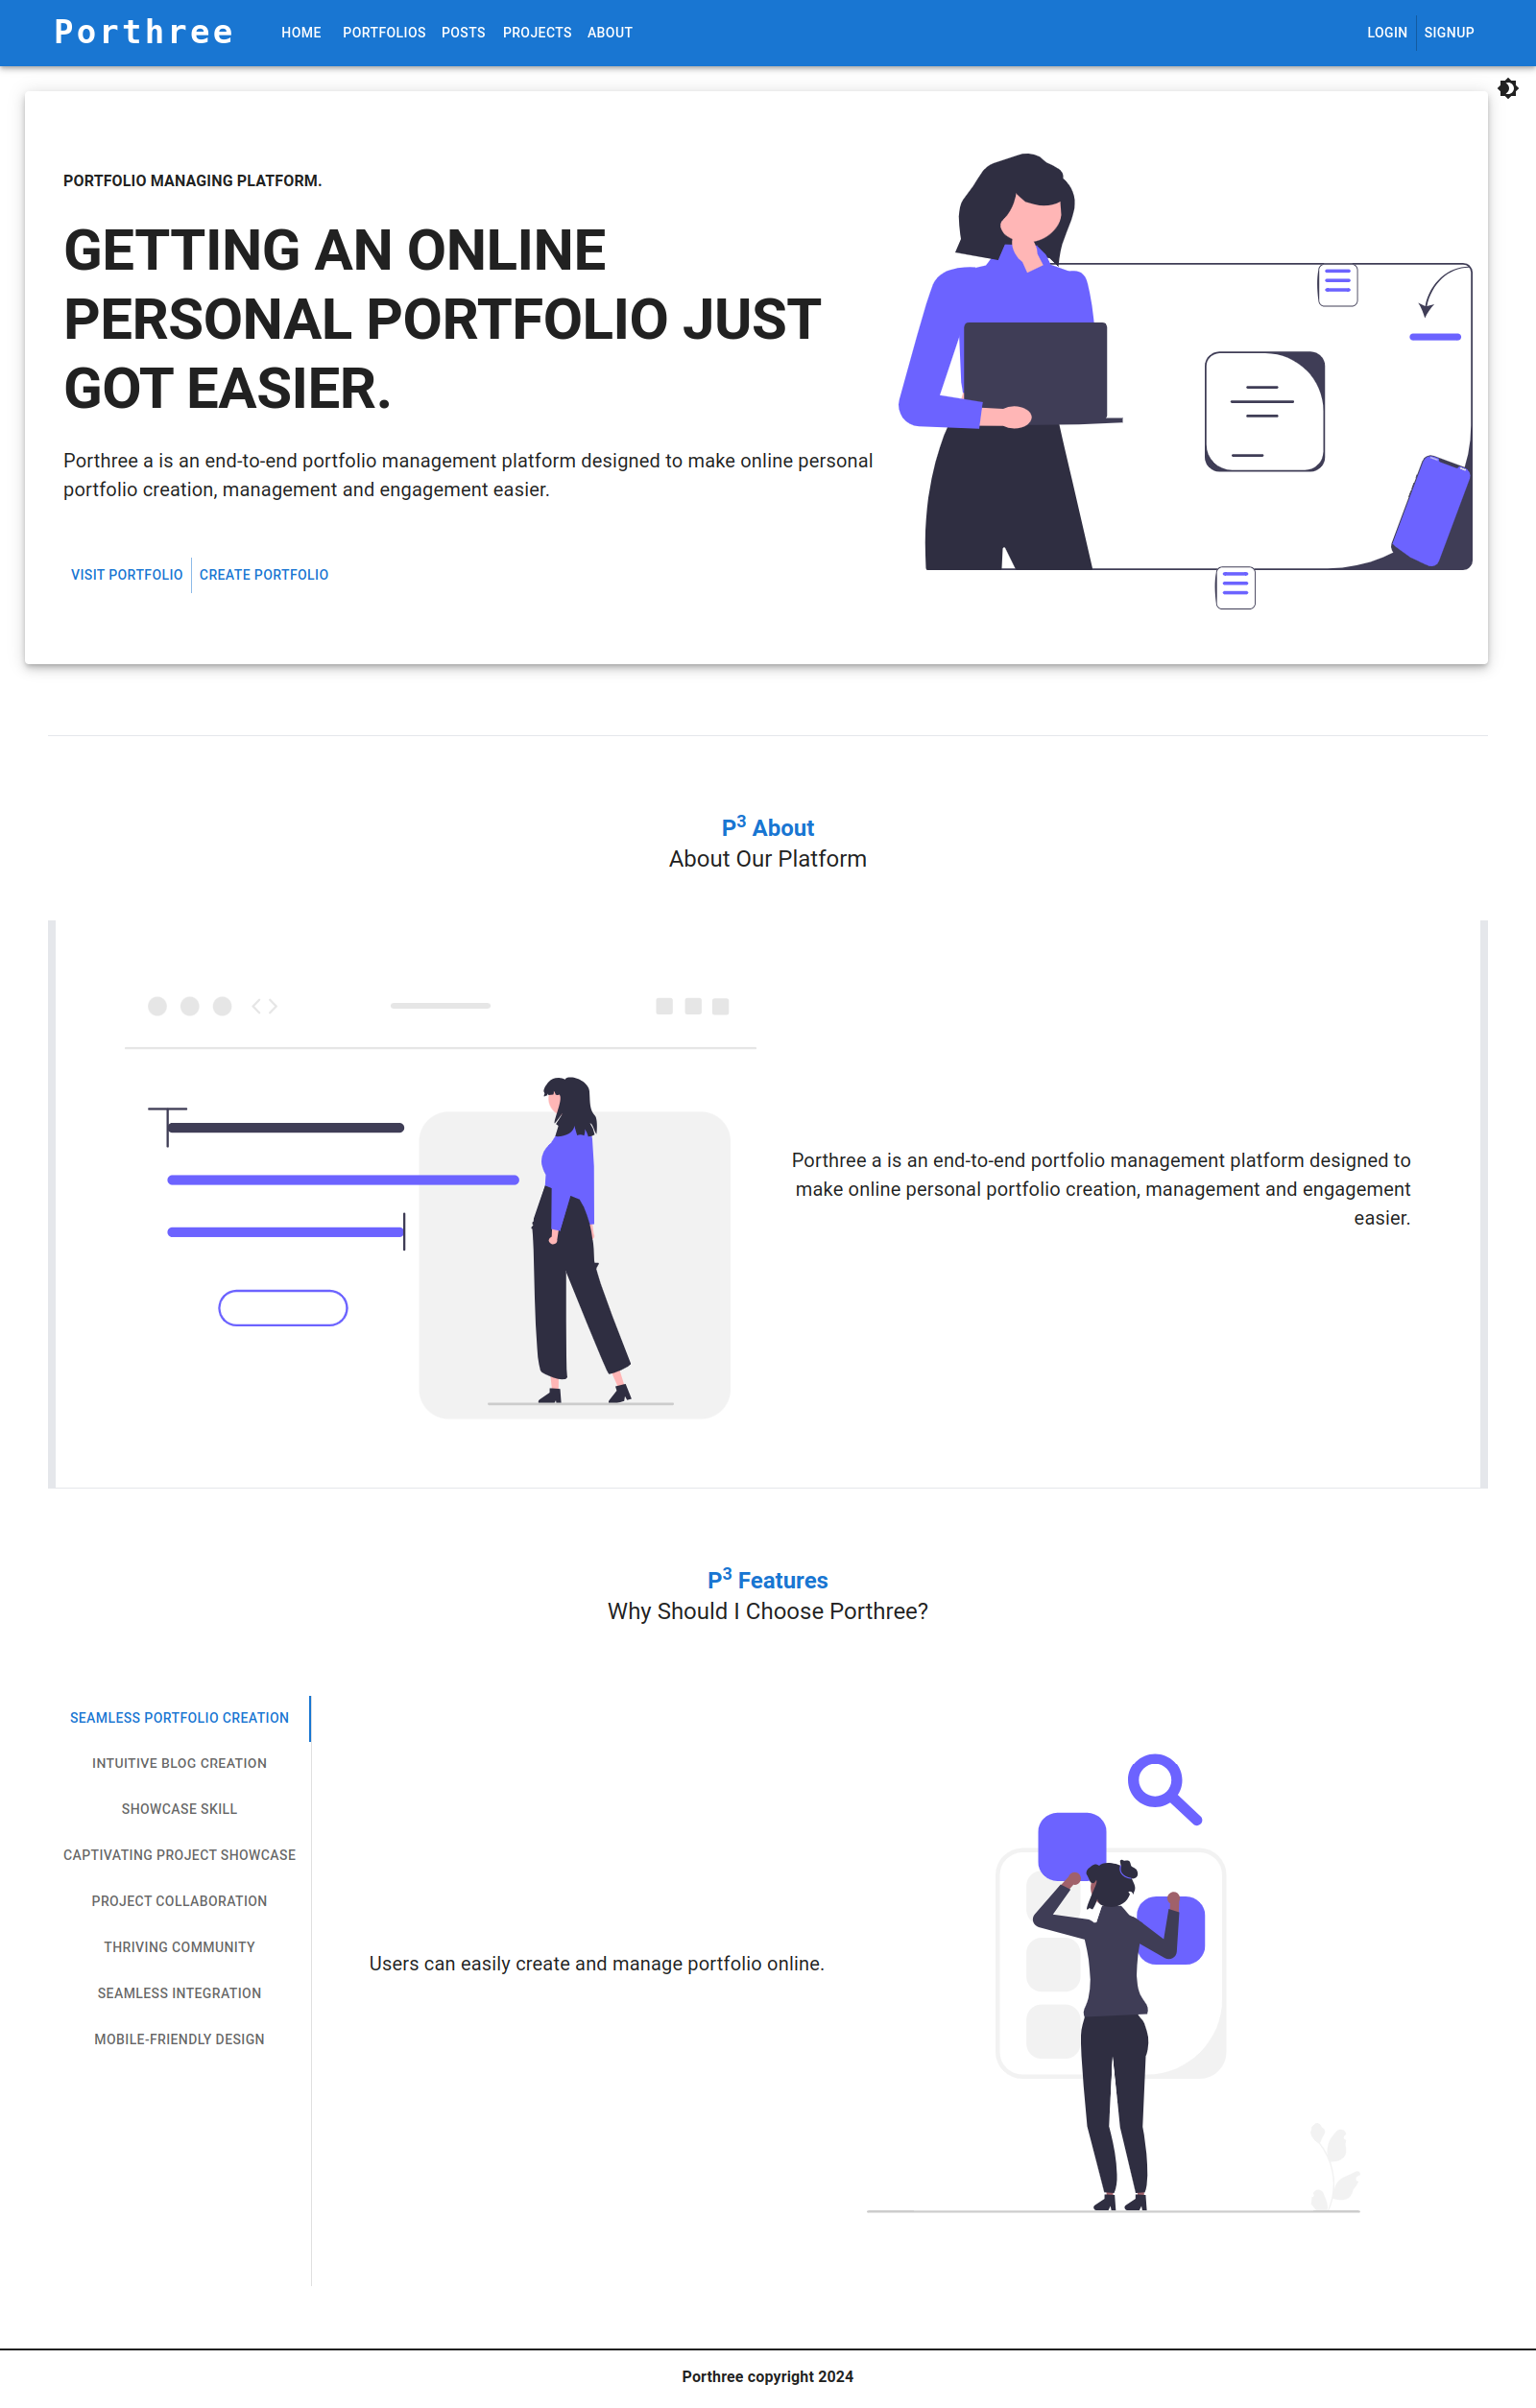 Porthree
HOME PORTFOLIOS POSTS PROJECTS ABOUT
LOGIN SIGNUP
PORTFOLIO MANAGING PLATFORM.
GETTING AN ONLINE
PERSONAL PORTFOLIO JUST
GOT EASIER.
Porthree a is an end-to-end portfolio management platform designed to make online personal
portfolio creation, management and engagement easier.
VISIT PORTFOLIO CREATE PORTFOLIO
P³ About
About Our Platform
Porthree a is an end-to-end portfolio management platform designed to
make online personal portfolio creation, management and engagement
easier.
P³ Features
Why Should I Choose Porthree?
SEAMLESS PORTFOLIO CREATION
INTUITIVE BLOG CREATION
SHOWCASE SKILL
CAPTIVATING PROJECT SHOWCASE
PROJECT COLLABORATION
THRIVING COMMUNITY
SEAMLESS INTEGRATION
MOBILE-FRIENDLY DESIGN
Users can easily create and manage portfolio online.
Porthree copyright 2024